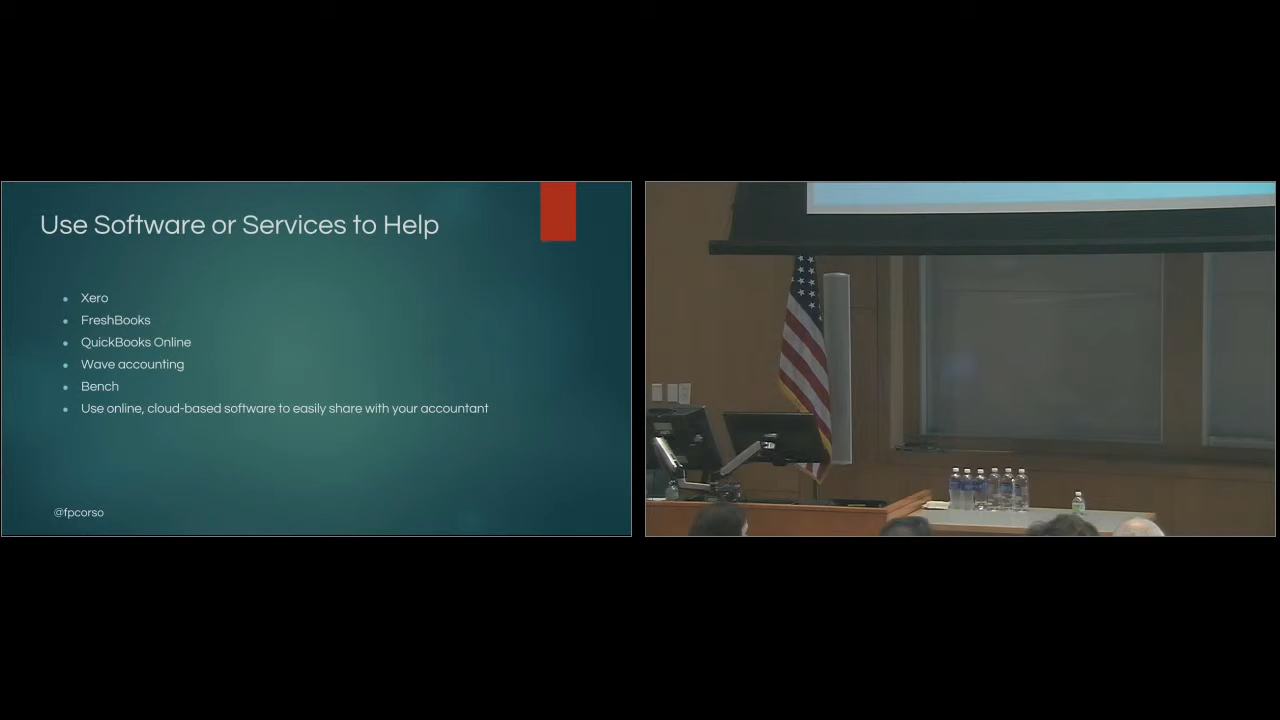 Use Software or Services to Help
Xero
FreshBooks
QuickBooks Online
Wave accounting
Bench
Use online, cloud-based software to easily share with your accountant
@fpcorso